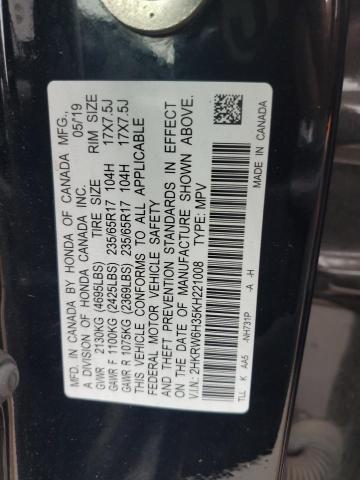 MFD. IN CANADA BY HONDA OF CANADA MFG.,
A DIVISION OF HONDA CANADA INC. 05/19
TIRE SIZE RIM SIZE
GVWR 2130KG (4695LBS)
GAWR F 1100KG (2425LBS) 235/65R17 104H 17X7.5J
GAWR R 1075KG (2369LBS) 235/65R17 104H 17X7.5J
THIS VEHICLE CONFORMS TO ALL APPLICABLE
FEDERAL MOTOR VEHICLE SAFETY
AND THEFT PREVENTION STANDARDS IN EFFECT
ON THE DATE OF MANUFACTURE SHOWN ABOVE.
V.I.N.: 2HKRW6H35KH221008 TYPE: MPV
TLL K AA5 -NH731P -A -H MADE IN CANADA